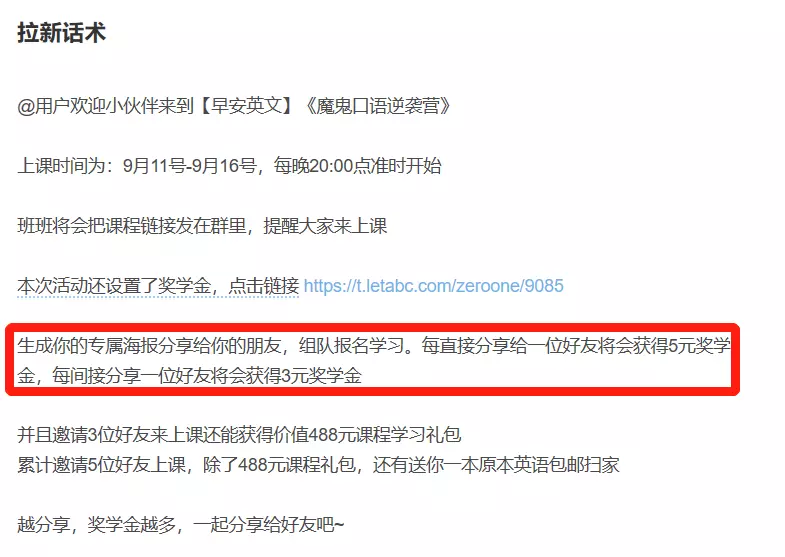 拉新话术
@用户欢迎小伙伴来到【早安英文】《魔鬼口语逆袭营》
上课时间为：9月11号-9月16号，每晚20:00点准时开始
班班将会把课程链接发在群里，提醒大家来上课
本次活动还设置了奖学金，点击链接 https://t.letabc.com/zeroone/9085
生成你的专属海报分享给你的朋友，组队报名学习。每直接分享给一位好友将会获得5元奖学
金，每间接分享一位好友将会获得3元奖学金
并且邀请3位好友来上课还能获得价值488元课程学习礼包
累计邀请5位好友上课，除了488元课程礼包，还有送你一本原本英语包邮扫家
越分享，奖学金越多，一起分享给好友吧~